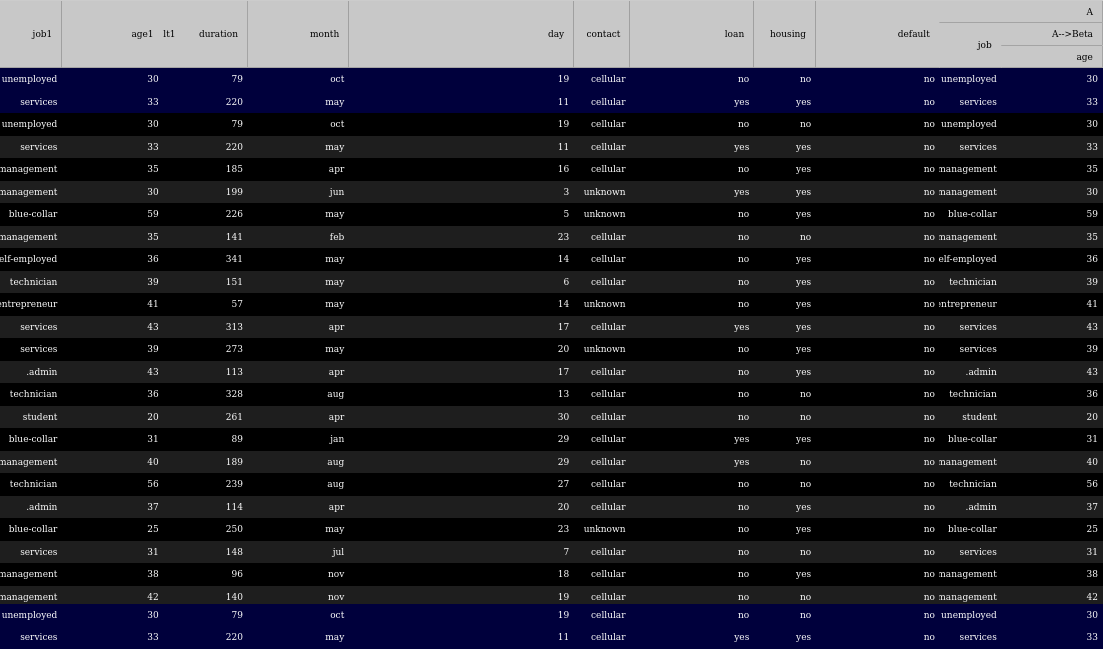 A
job1 age1 lt1 duration month day contact loan housing default job A-->Beta
age
unemployed 30 79 oct 19 cellular no no no unemployed 30
services 33 220 may 11 cellular yes yes no services 33
unemployed 30 79 oct 19 cellular no no no unemployed 30
services 33 220 may 11 cellular yes yes no services 33
management 35 185 apr 16 cellular no yes no management 35
management 30 199 jun 3 unknown yes yes no management 30
blue-collar 59 226 may 5 unknown no yes no blue-collar 59
management 35 141 feb 23 cellular no no no management 35
elf-employed 36 341 may 14 cellular no yes no elf-employed 36
technician 39 151 may 6 cellular no yes no technician 39
entrepreneur 41 57 may 14 unknown no yes no entrepreneur 41
services 43 313 apr 17 cellular yes yes no services 43
services 39 273 may 20 unknown no yes no services 39
.admin 43 113 apr 17 cellular no yes no .admin 43
technician 36 328 aug 13 cellular no no no technician 36
student 20 261 apr 30 cellular no no no student 20
blue-collar 31 89 jan 29 cellular yes yes no blue-collar 31
management 40 189 aug 29 cellular yes no no management 40
technician 56 239 aug 27 cellular no no no technician 56
.admin 37 114 apr 20 cellular no yes no .admin 37
blue-collar 25 250 may 23 unknown no yes no blue-collar 25
services 31 148 jul 7 cellular no no no services 31
management 38 96 nov 18 cellular no yes no management 38
management 42 140 nov 19 cellular no no no management 42
unemployed 30 79 oct 19 cellular no no no unemployed 30
services 33 220 may 11 cellular yes yes no services 33